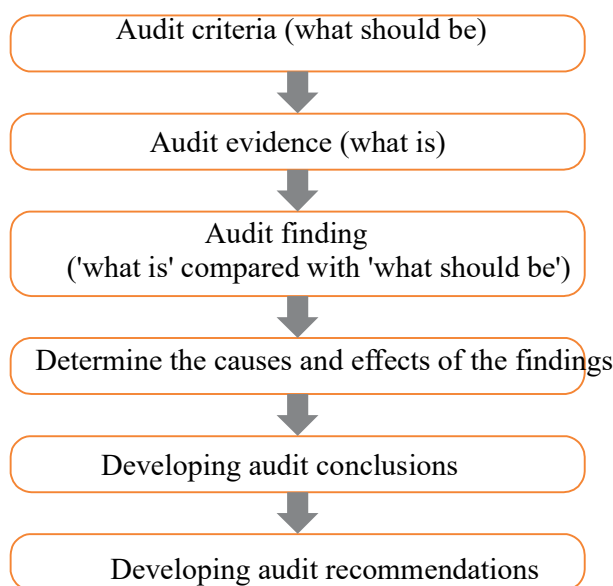 Audit criteria (what should be)
Audit evidence (what is)
Audit finding
('what is' compared with 'what should be')
Determine the causes and effects of the findings
Developing audit conclusions
Developing audit recommendations